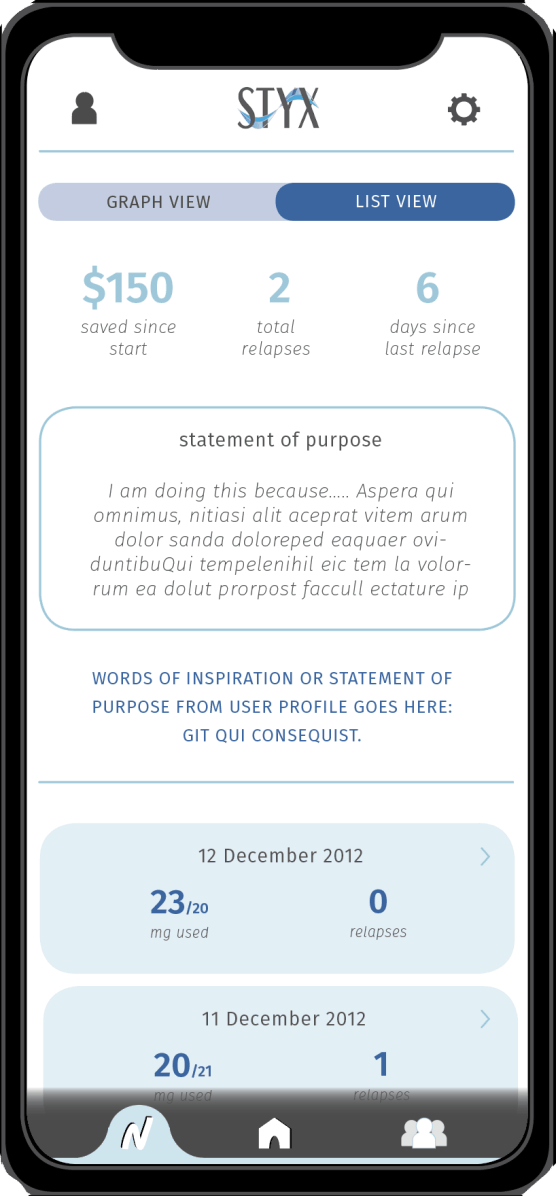 STYX
GRAPH VIEW
LIST VIEW
$150
saved since
start
2
total
relapses
6
days since
last relapse
statement of purpose
I am doing this because..... Aspera qui
omnimus, nitiasi alit aceprat vitem arum
dolor sanda doloreped eaquaer ovi-
duntibuQui tempelenihil eic tem la volor-
rum ea dolut prorpost faccull ectature ip
WORDS OF INSPIRATION OR STATEMENT OF
PURPOSE FROM USER PROFILE GOES HERE:
GIT QUI CONSEQUIST.
12 December 2012
23/20
mg used
0
relapses
11 December 2012
20/21
mg used
1
relapses